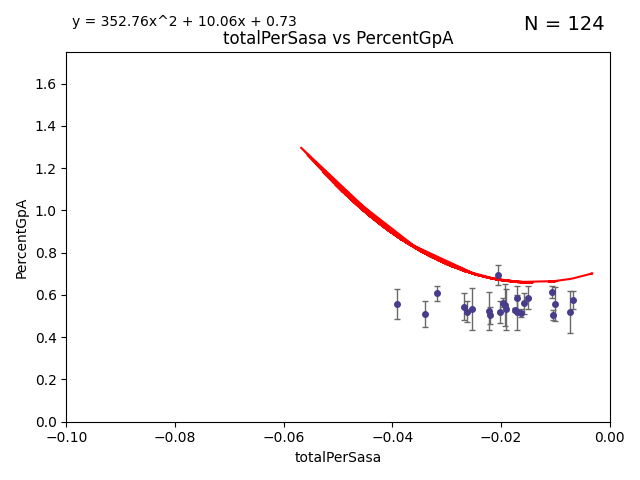 y = 352.76x^2 + 10.06x + 0.73
N = 124
totalPerSasa vs PercentGpA
1.6
1.4
1.2
1.0
0.8
0.6
0.4
0.2
0.0
PercentGpA
−0.10 −0.08 −0.06 −0.04 −0.02 0.00
totalPerSasa